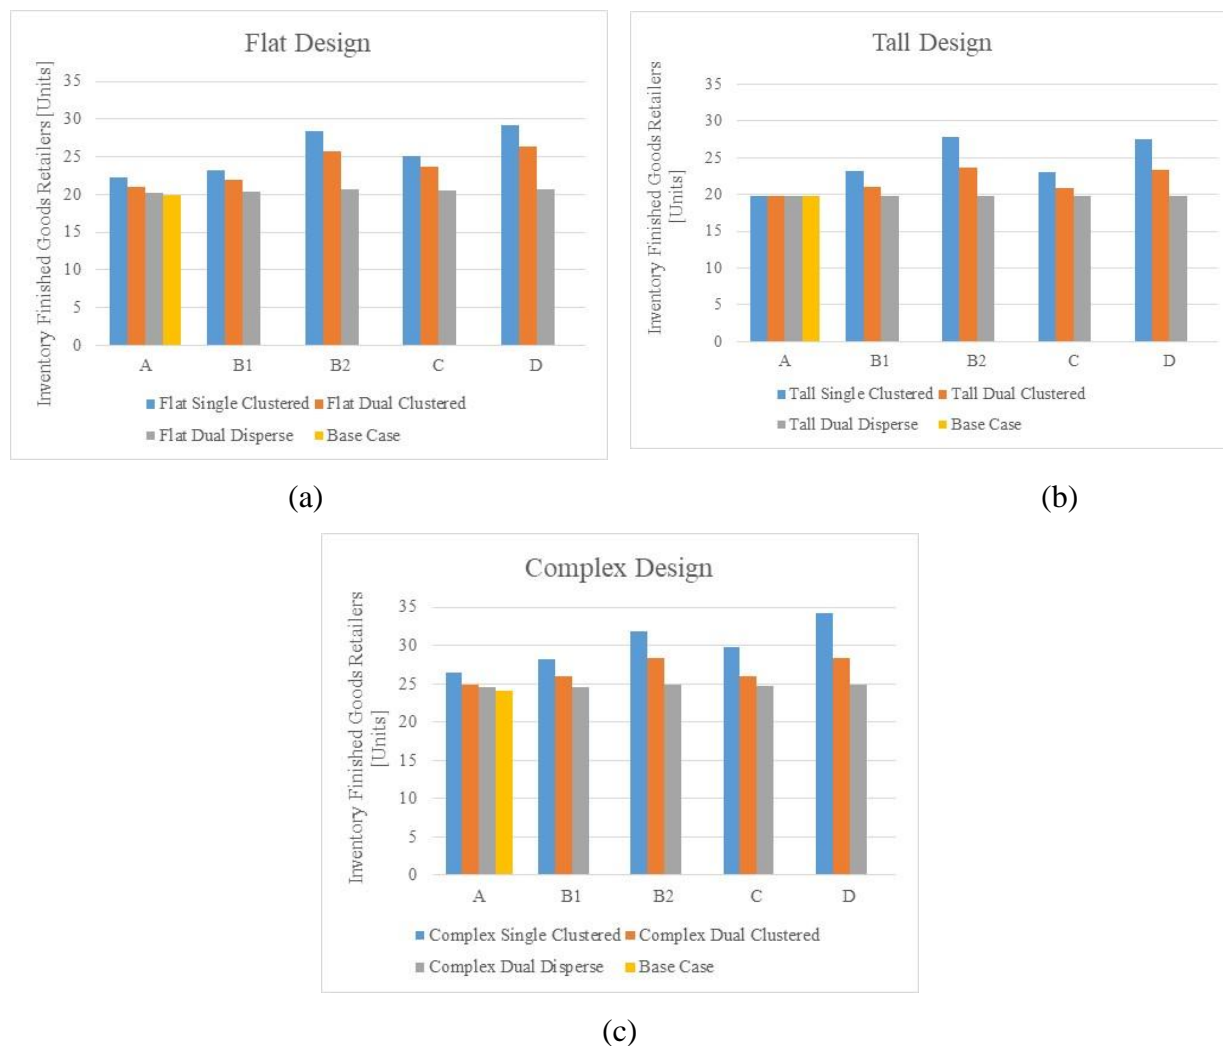 Flat Design
Inventory Finished Goods Retailers [Units]
35
30
25
20
15
10
5
0
A B1 B2 C D
Flat Single Clustered Flat Dual Clustered
Flat Dual Disperse Base Case
(a)
Tall Design
Inventory Finished Goods Retailers
[Units]
35
30
25
20
15
10
5
0
A B1 B2 C D
Tall Single Clustered Tall Dual Clustered
Tall Dual Disperse Base Case
(b)
Complex Design
Inventory Finished Goods Retailers
[Units]
35
30
25
20
15
10
5
0
A B1 B2 C D
Complex Single Clustered Complex Dual Clustered
Complex Dual Disperse Base Case
(c)